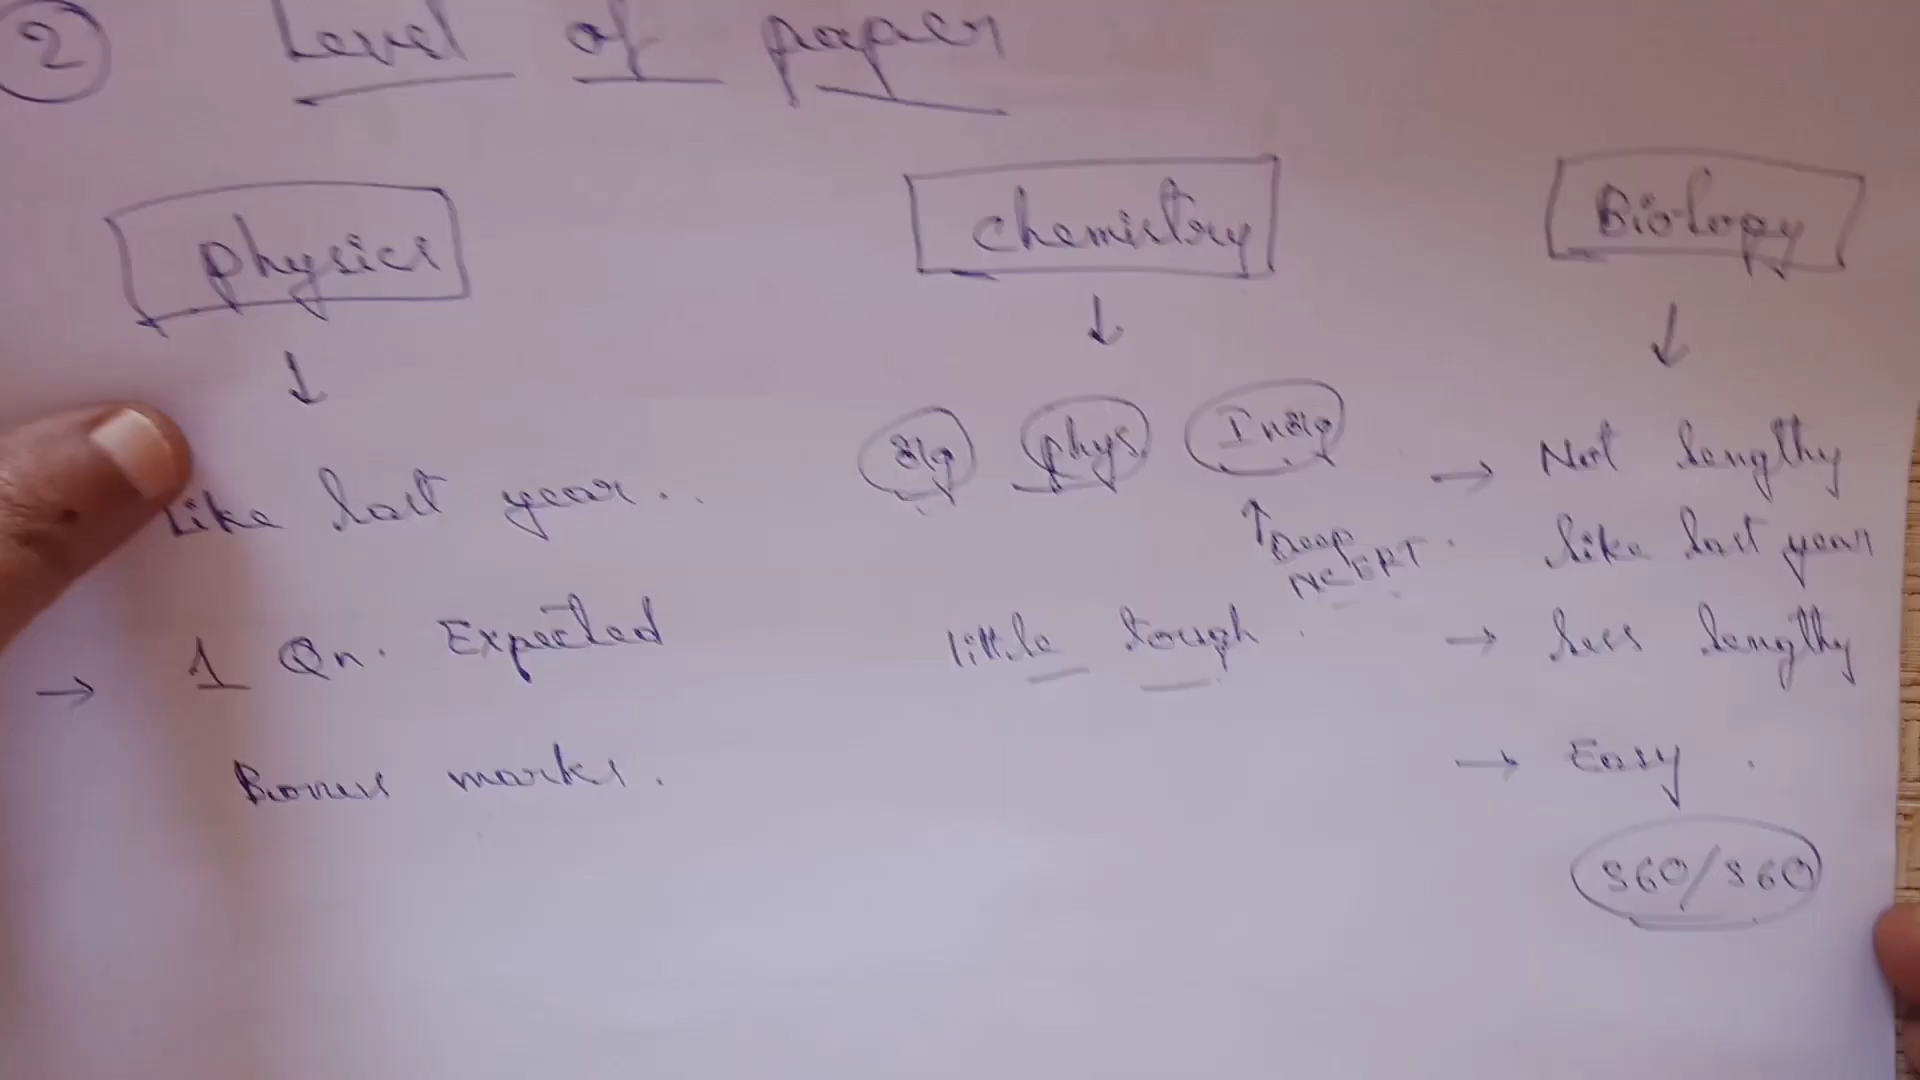 2 Level of paper
Physics
Like last year..
→ 1 Qn. Expected
Bonus marks.
Chemistry
Org Phys. Inorg
↑ Deep
NCERT.
little tough.
Biology
→ Not lengthy
like last year
→ less lengthy
→ Easy.
360/360